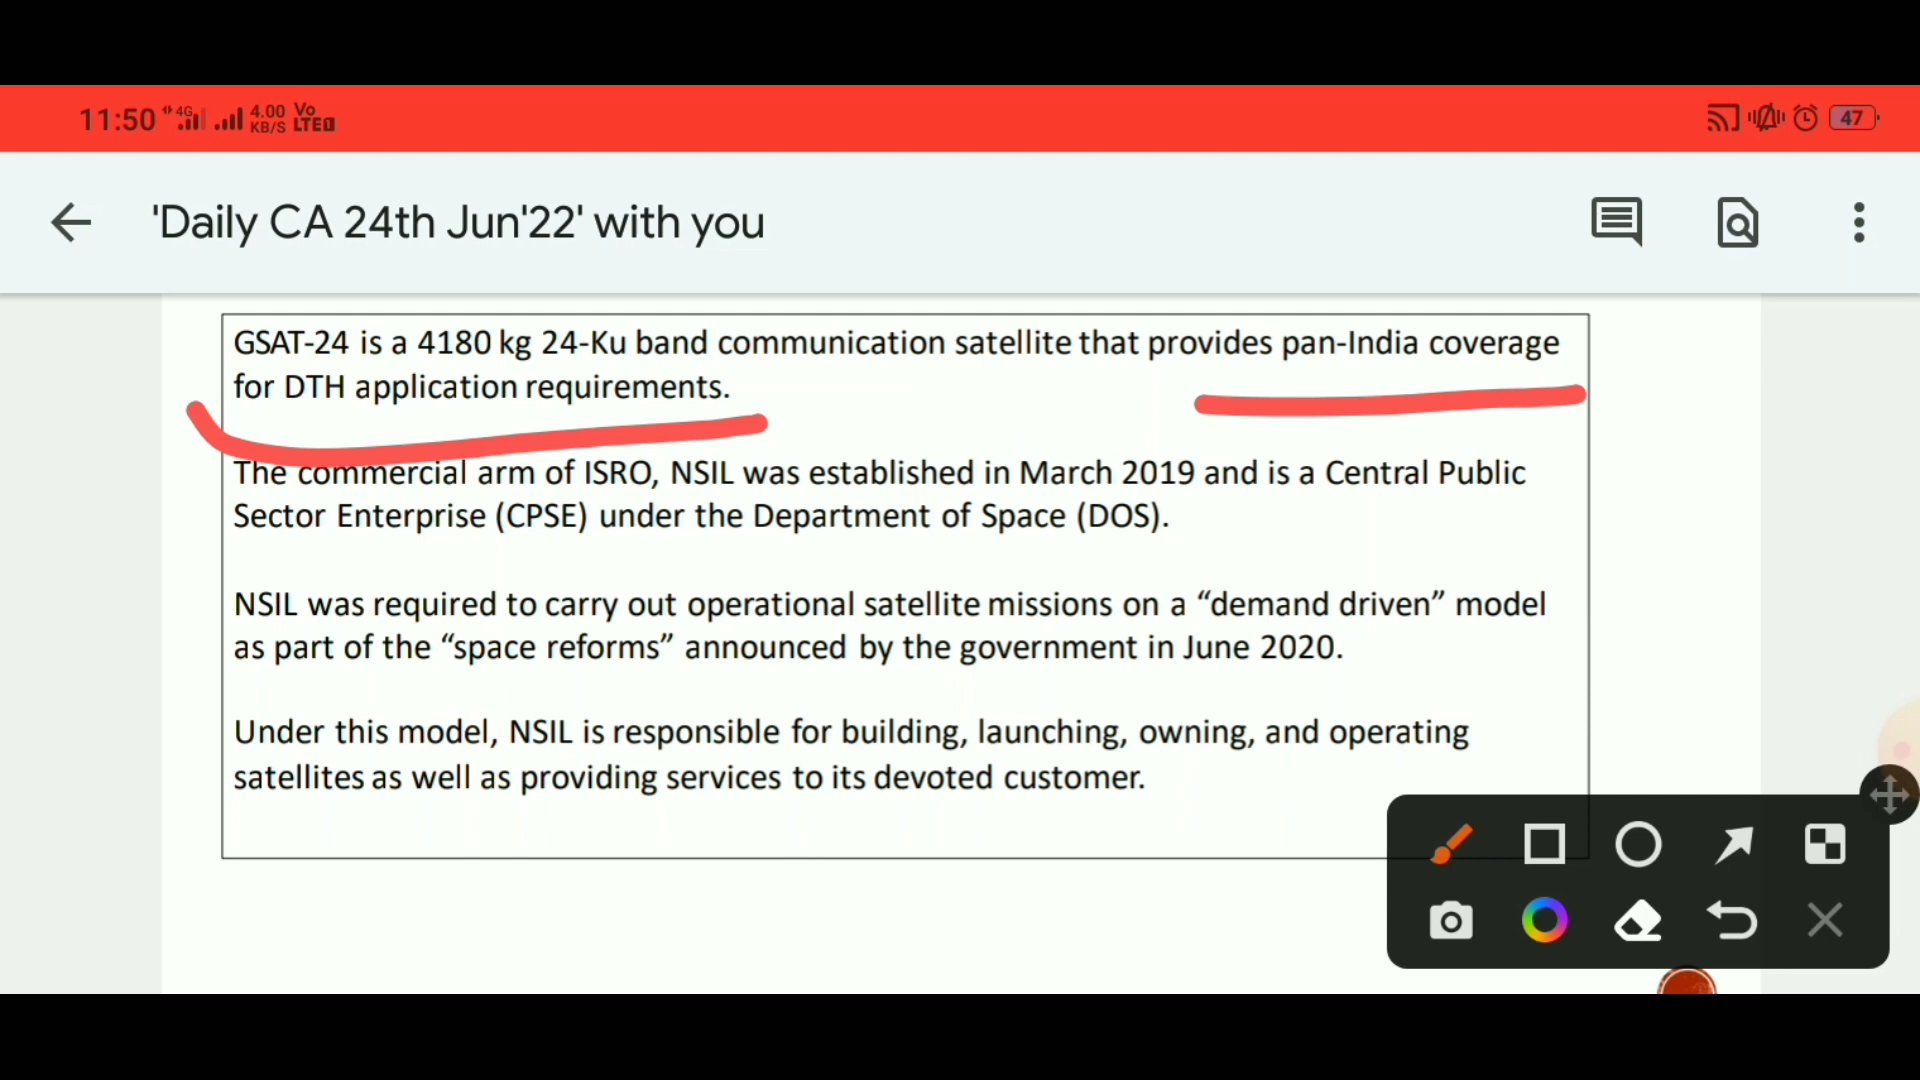 11:50 4G 4.00 KB/S Vo LTE 47
'Daily CA 24th Jun'22' with you
GSAT-24 is a 4180 kg 24-Ku band communication satellite that provides pan-India coverage
for DTH application requirements.
The commercial arm of ISRO, NSIL was established in March 2019 and is a Central Public
Sector Enterprise (CPSE) under the Department of Space (DOS).
NSIL was required to carry out operational satellite missions on a “demand driven” model
as part of the “space reforms” announced by the government in June 2020.
Under this model, NSIL is responsible for building, launching, owning, and operating
satellites as well as providing services to its devoted customer.